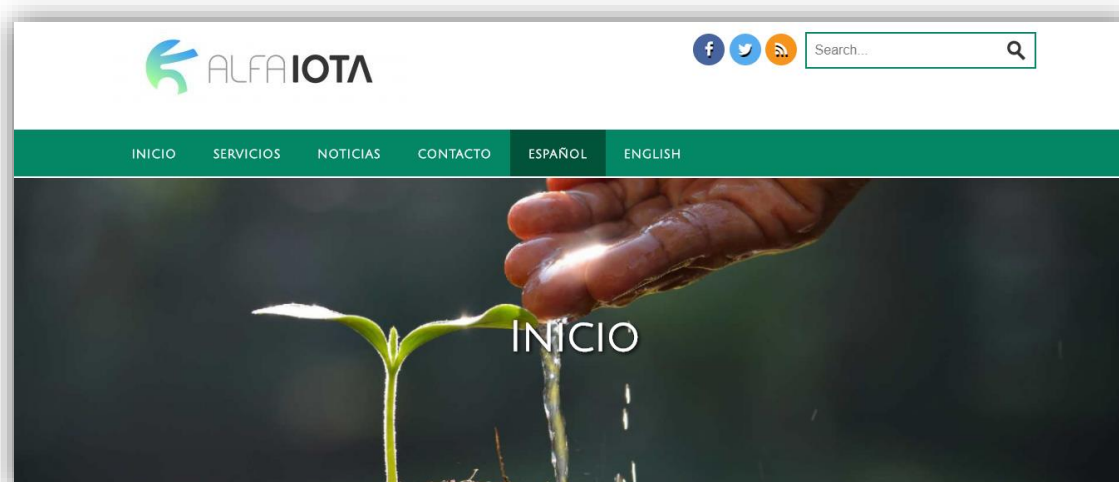 ALFAIOTA
Search...
INICIO SERVICIOS NOTICIAS CONTACTO ESPAÑOL ENGLISH
INICIO